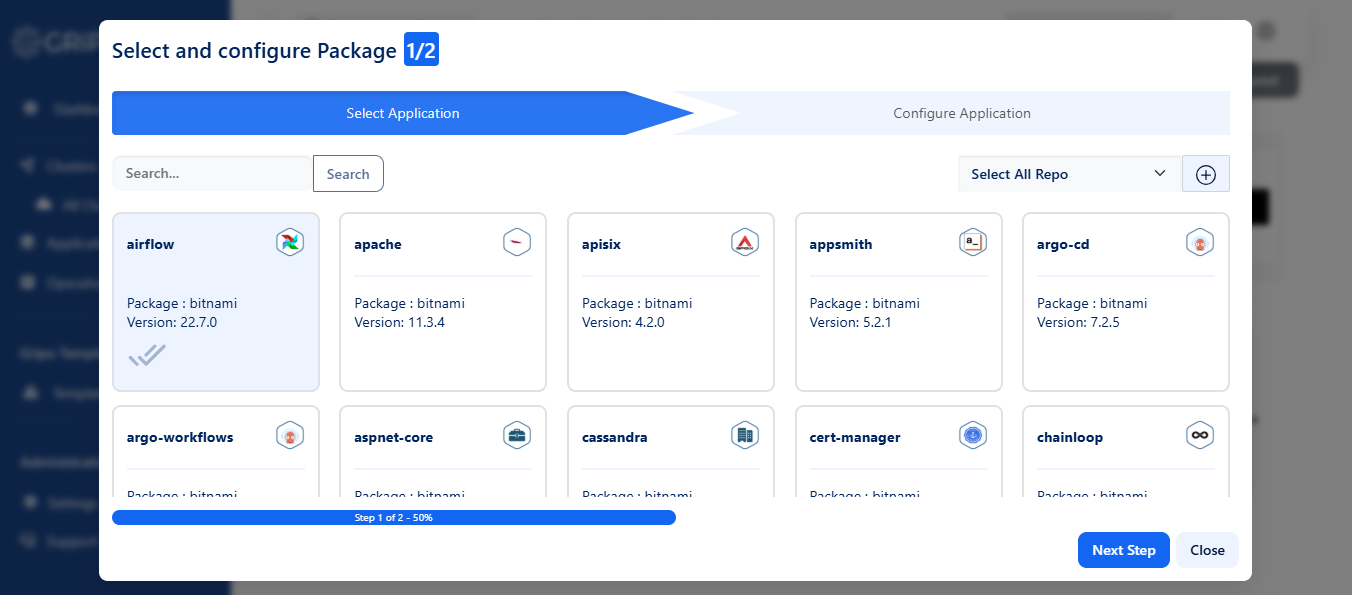 Select and configure Package 1/2
Select Application
Configure Application
Search...
Search
Select All Repo
airflow
Package : bitnami
Version: 22.7.0
apache
Package : bitnami
Version: 11.3.4
apisix
Package : bitnami
Version: 4.2.0
appsmith
Package : bitnami
Version: 5.2.1
argo-cd
Package : bitnami
Version: 7.2.5
argo-workflows
Package : bitnami
aspnet-core
Package : bitnami
cassandra
Package : bitnami
cert-manager
Package : bitnami
chainloop
Package : bitnami
Step 1 of 2 - 50%
Next Step
Close